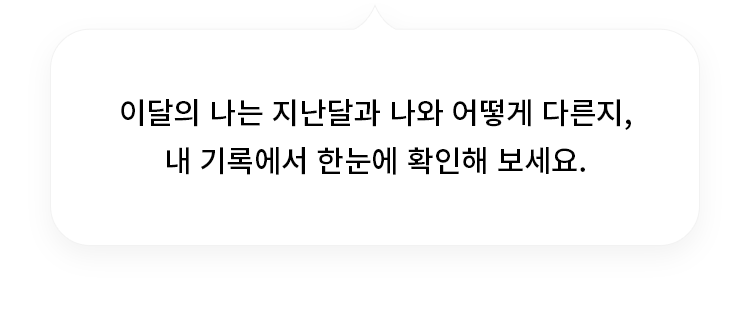 이달의 나는 지난달과 나와 어떻게 다른지,
내 기록에서 한눈에 확인해 보세요.